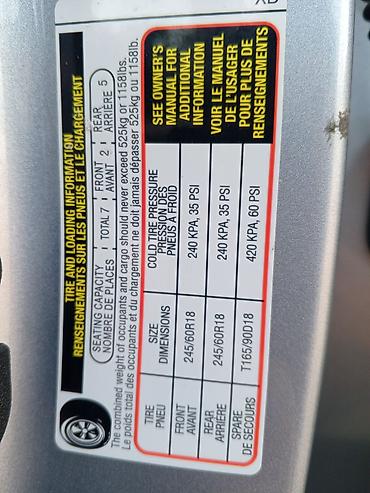 TIRE AND LOADING INFORMATION
RENSEIGNEMENTS SUR LES PNEUS ET LE CHARGEMENT
SEATING CAPACITY | TOTAL 7 | FRONT 2 | REAR 5
NOMBRE DE PLACES | AVANT | ARRIÈRE
The combined weight of occupants and cargo should never exceed 525kg or 1158lbs.
Le poids total des occupants et du chargement ne doit jamais dépasser 525kg ou 1158lb.
TIRE PNEU | SIZE DIMENSIONS | COLD TIRE PRESSURE PRESSION DES PNEUS À FROID
FRONT AVANT | 245/60R18 | 240 KPA, 35 PSI
REAR ARRIÈRE | 245/60R18 | 240 KPA, 35 PSI
SPARE DE SECOURS | T165/90D18 | 420 KPA, 60 PSI
SEE OWNER'S
MANUAL FOR
ADDITIONAL
INFORMATION
VOIR LE MANUEL
DE L'USAGER
POUR PLUS DE
RENSEIGNEMENTS